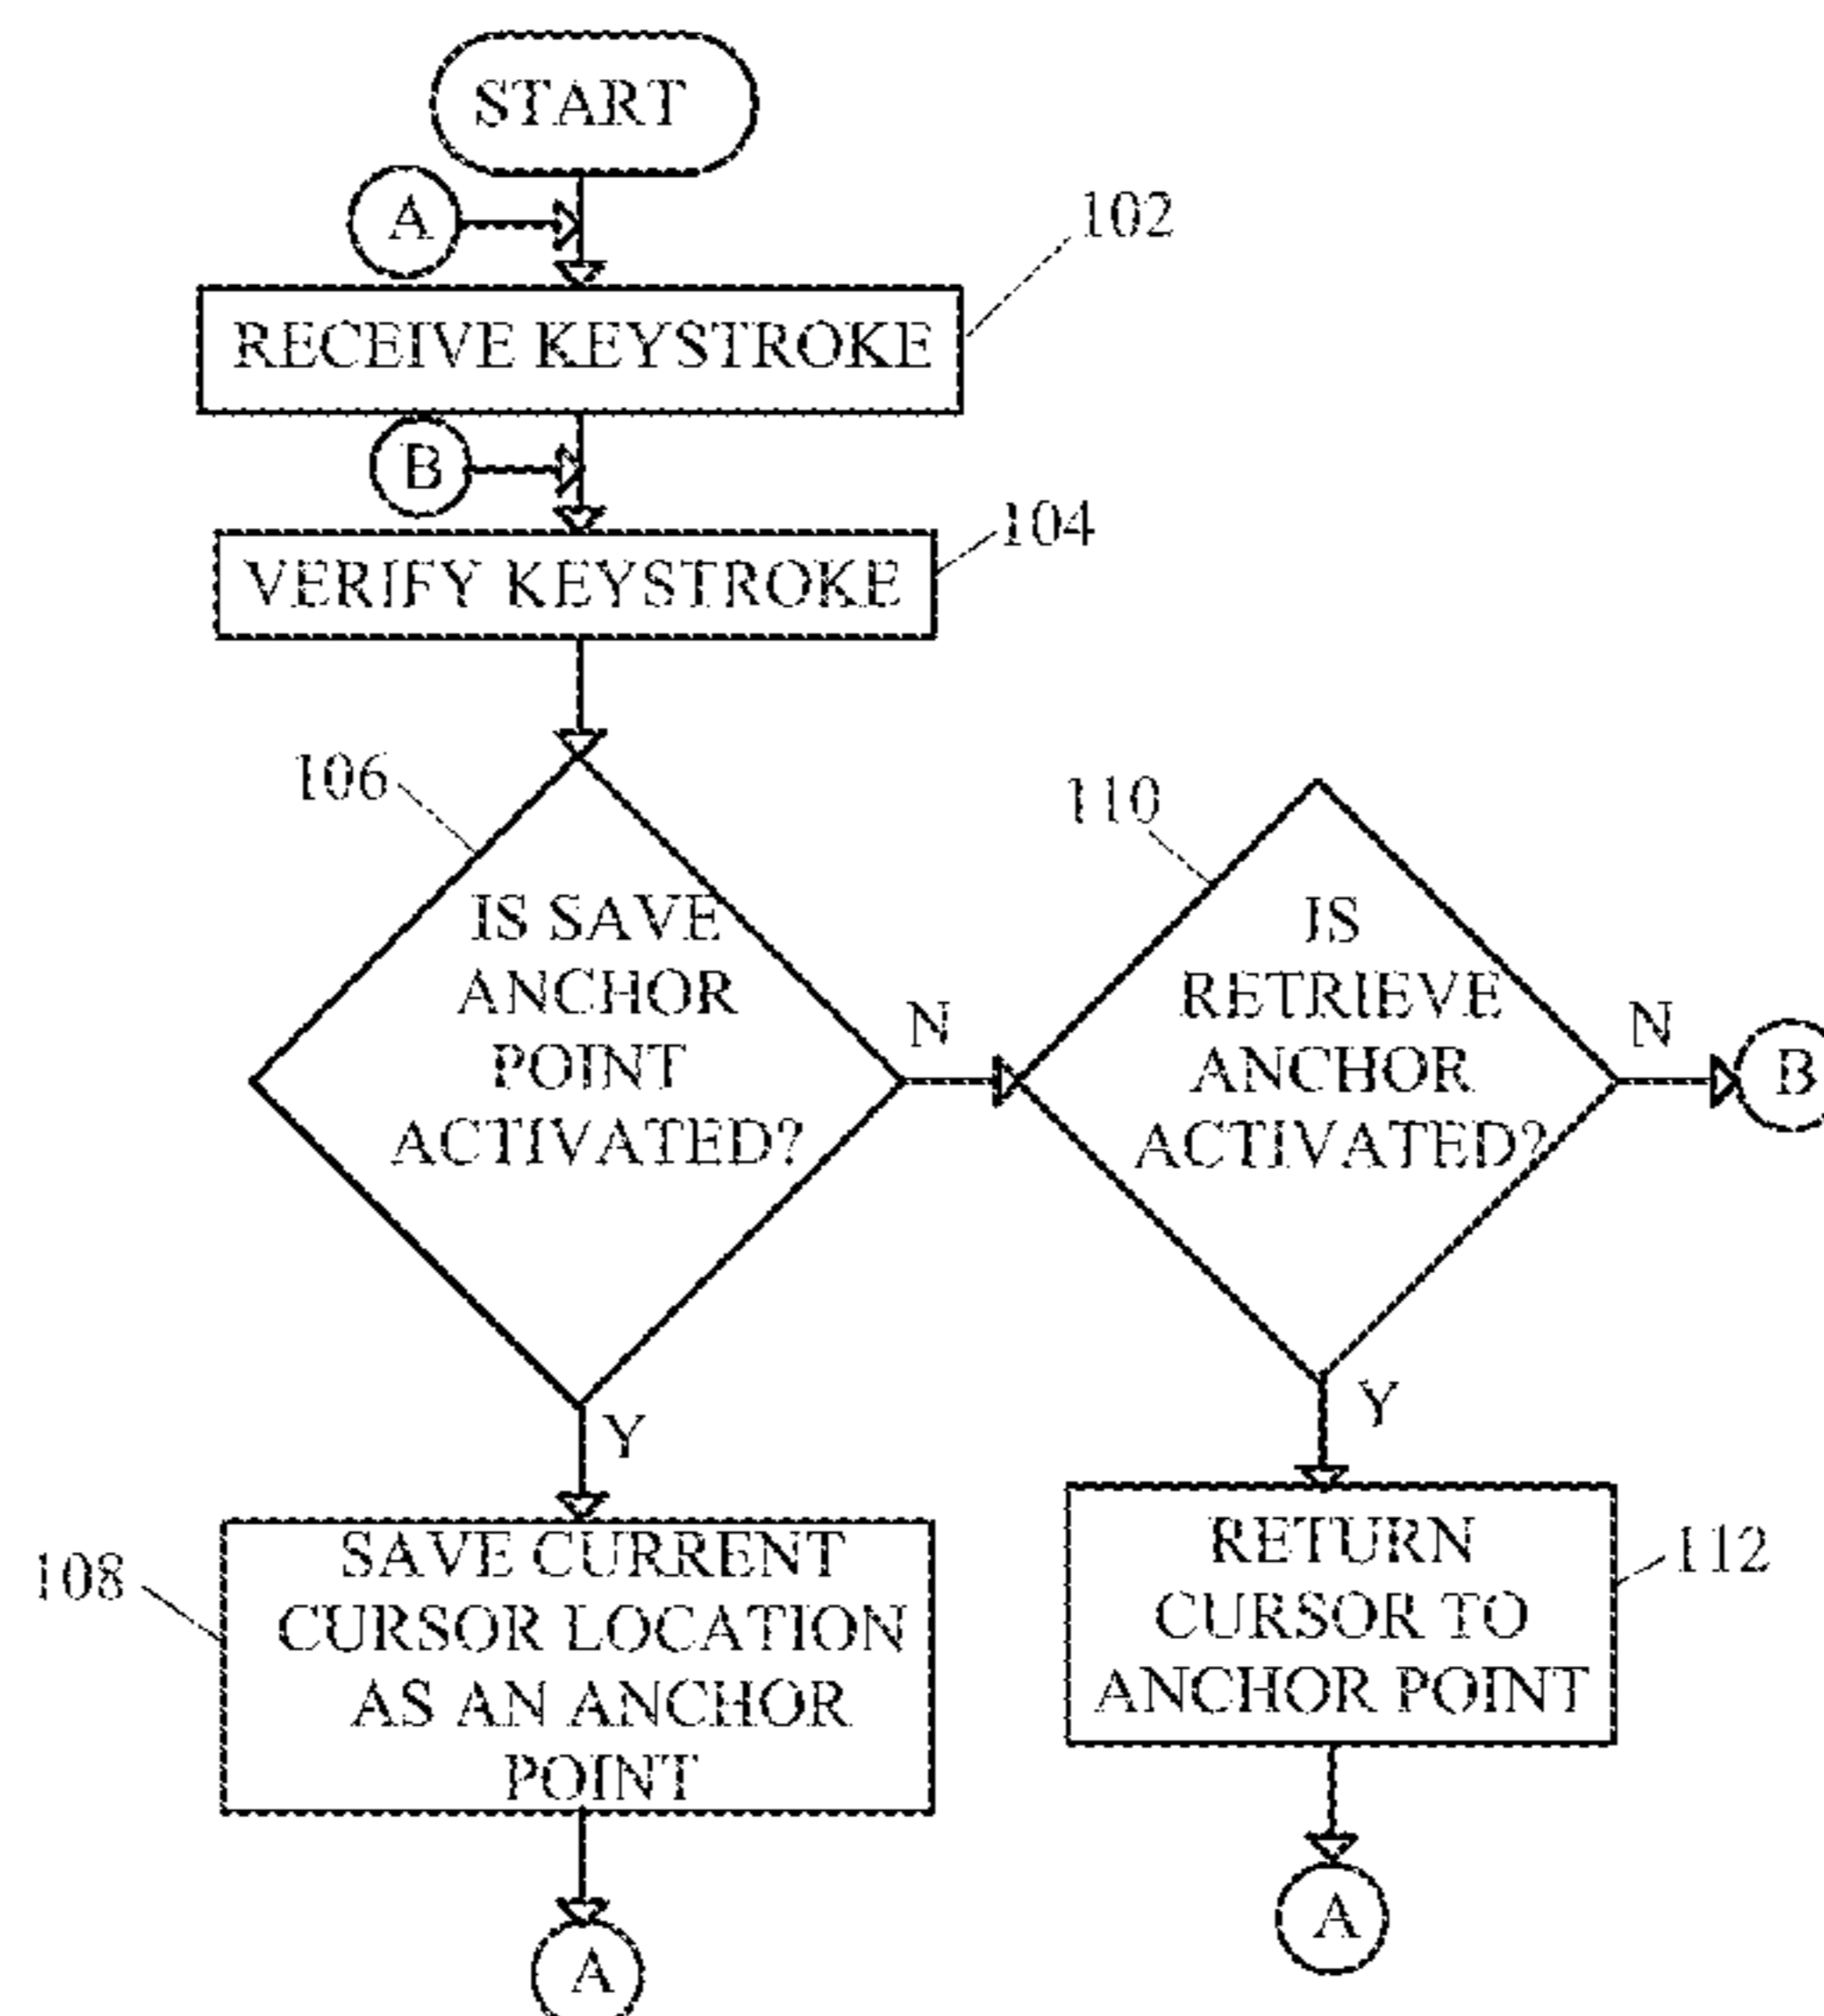 START
A
102
RECEIVE KEYSTROKE
B
104
VERIFY KEYSTROKE
106
IS SAVE
ANCHOR
POINT
ACTIVATED?
N
110
IS
RETRIEVE
ANCHOR
ACTIVATED?
N
B
Y
Y
108
SAVE CURRENT
CURSOR LOCATION
AS AN ANCHOR
POINT
A
RETURN
CURSOR TO
ANCHOR POINT
112
A